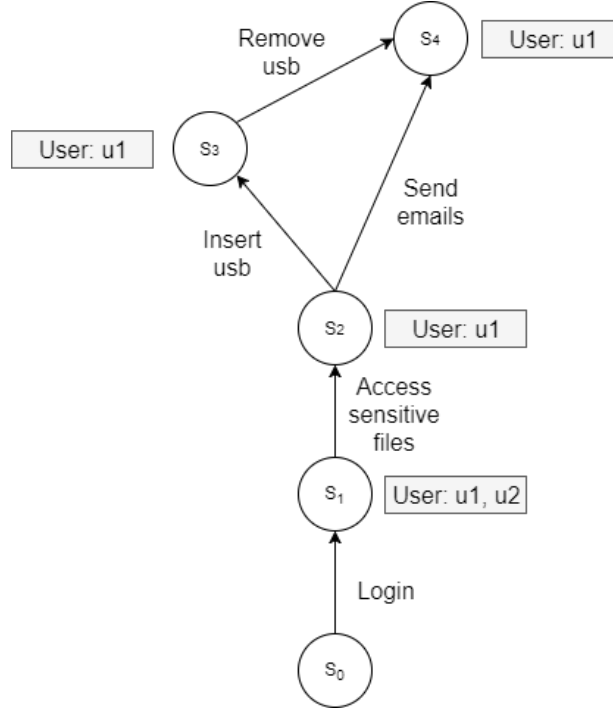 Remove
usb
S4
User: u1
User: u1
S3
Send
emails
Insert
usb
S2
User: u1
Access
sensitive
files
S1
User: u1, u2
Login
S0